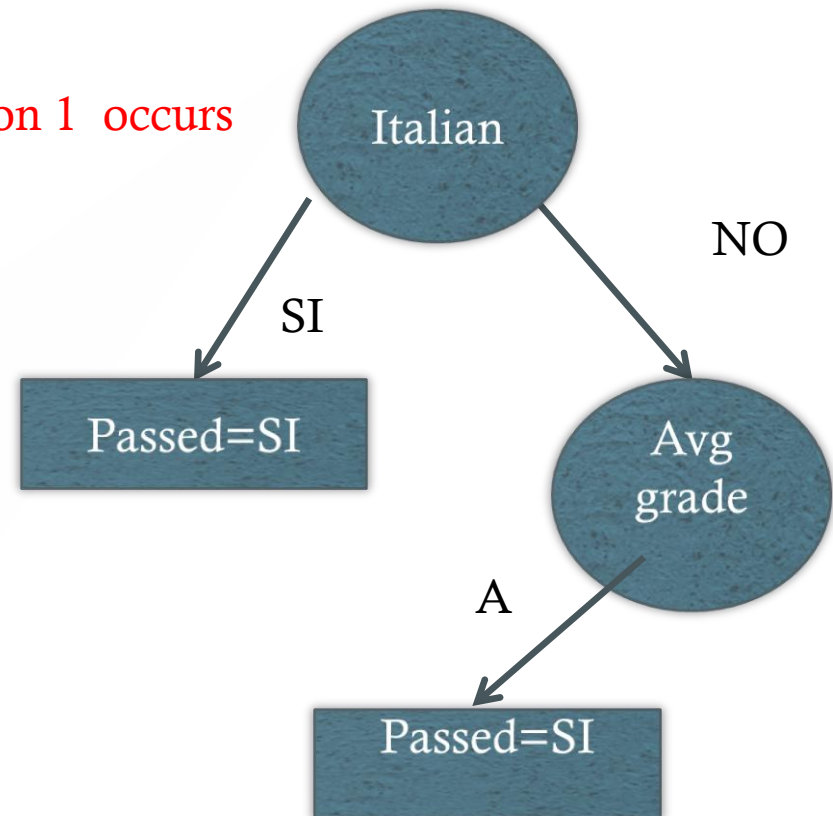 on 1 occurs
Italian
NO
SI
Passed=SI
Avg
grade
A
Passed=SI